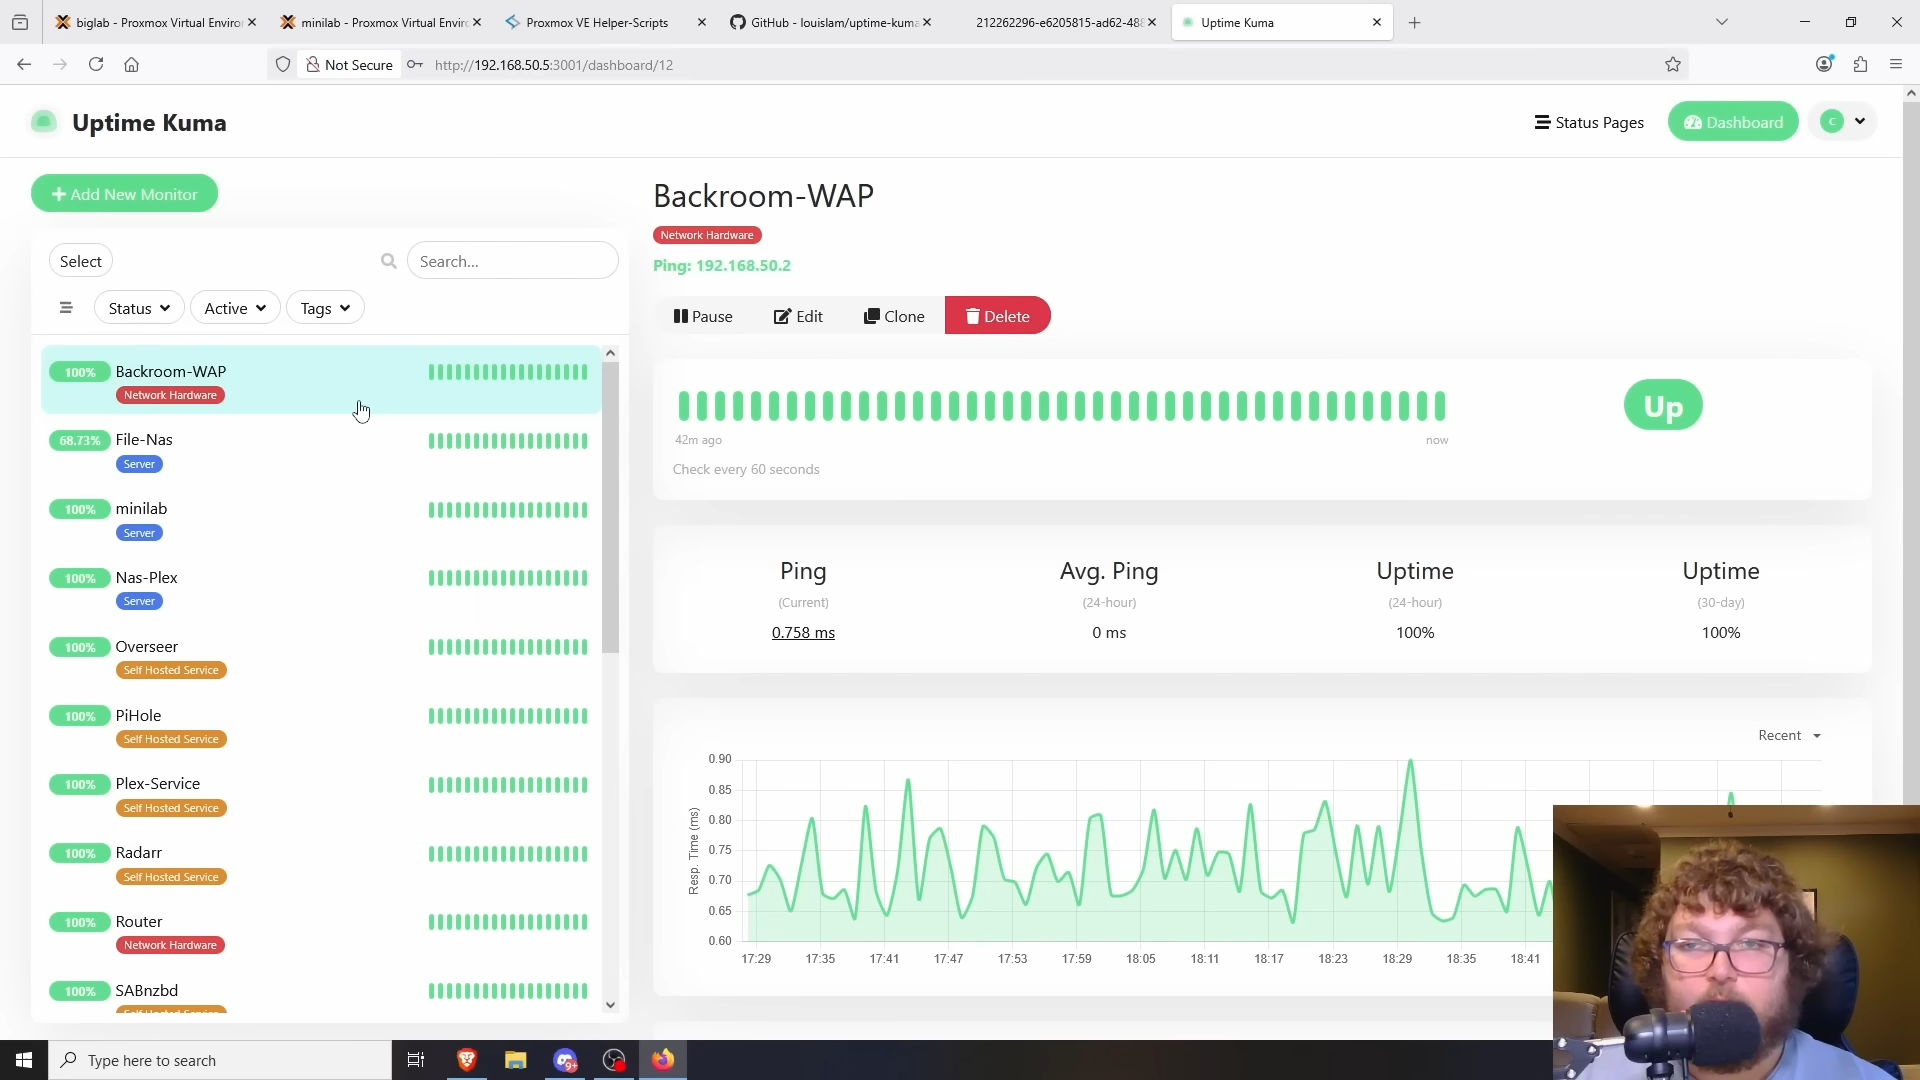 biglab - Proxmox Virtual Enviro
minilab - Proxmox Virtual Enviro
Proxmox VE Helper-Scripts
GitHub - louislam/uptime-kuma
212262296-e6205815-ad62-488
Uptime Kuma
Not Secure
http://192.168.50.5:3001/dashboard/12
Uptime Kuma
Status Pages
Dashboard
C
Add New Monitor
Select
Search...
Status
Active
Tags
100%
Backroom-WAP
Network Hardware
68.73%
File-Nas
Server
100%
minilab
Server
100%
Nas-Plex
Server
100%
Overseer
Self Hosted Service
100%
PiHole
Self Hosted Service
100%
Plex-Service
Self Hosted Service
100%
Radarr
Self Hosted Service
100%
Router
Network Hardware
100%
SABnzbd
Self Hosted Service
Backroom-WAP
Network Hardware
Ping: 192.168.50.2
Pause
Edit
Clone
Delete
Up
42m ago
now
Check every 60 seconds
Ping
(Current)
0.758 ms
Avg. Ping
(24-hour)
0 ms
Uptime
(24-hour)
100%
Uptime
(30-day)
100%
Recent
Resp. Time (ms)
0.90
0.85
0.80
0.75
0.70
0.65
0.60
17:29
17:35
17:41
17:47
17:53
17:59
18:05
18:11
18:17
18:23
18:29
18:35
18:41
Type here to search
9+